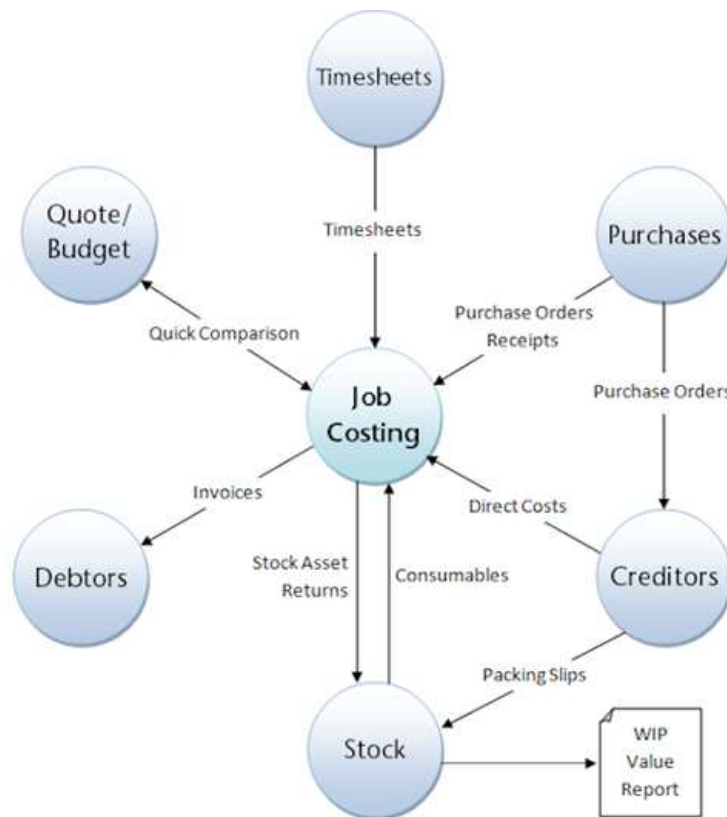 Timesheets
Quote/
Budget
Purchases
Timesheets
Quick Comparison
Purchase Orders
Receipts
Purchase Orders
Job
Costing
Invoices
Direct Costs
Debtors
Stock Asset
Returns
Consumables
Creditors
Packing Slips
Stock
WIP
Value
Report